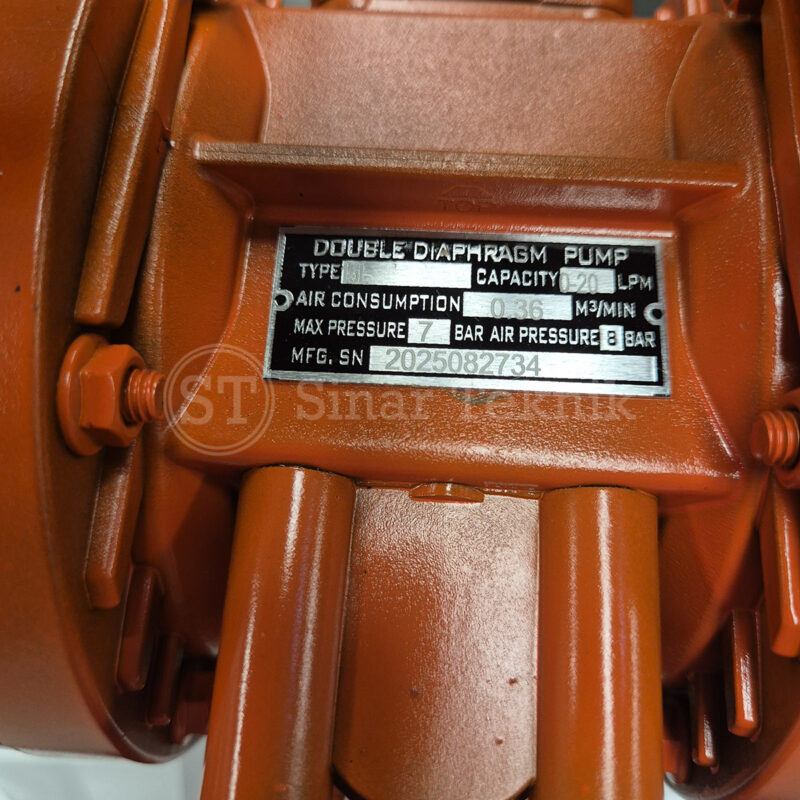 DOUBLE DIAPHRAGM PUMP
TYPE CAPACITY 0-20 LPM
AIR CONSUMPTION 0.36 M³/MIN
MAX PRESSURE 7 BAR AIR PRESSURE 8 BAR
MFG. SN 2025082734
ST Sinar Teknik